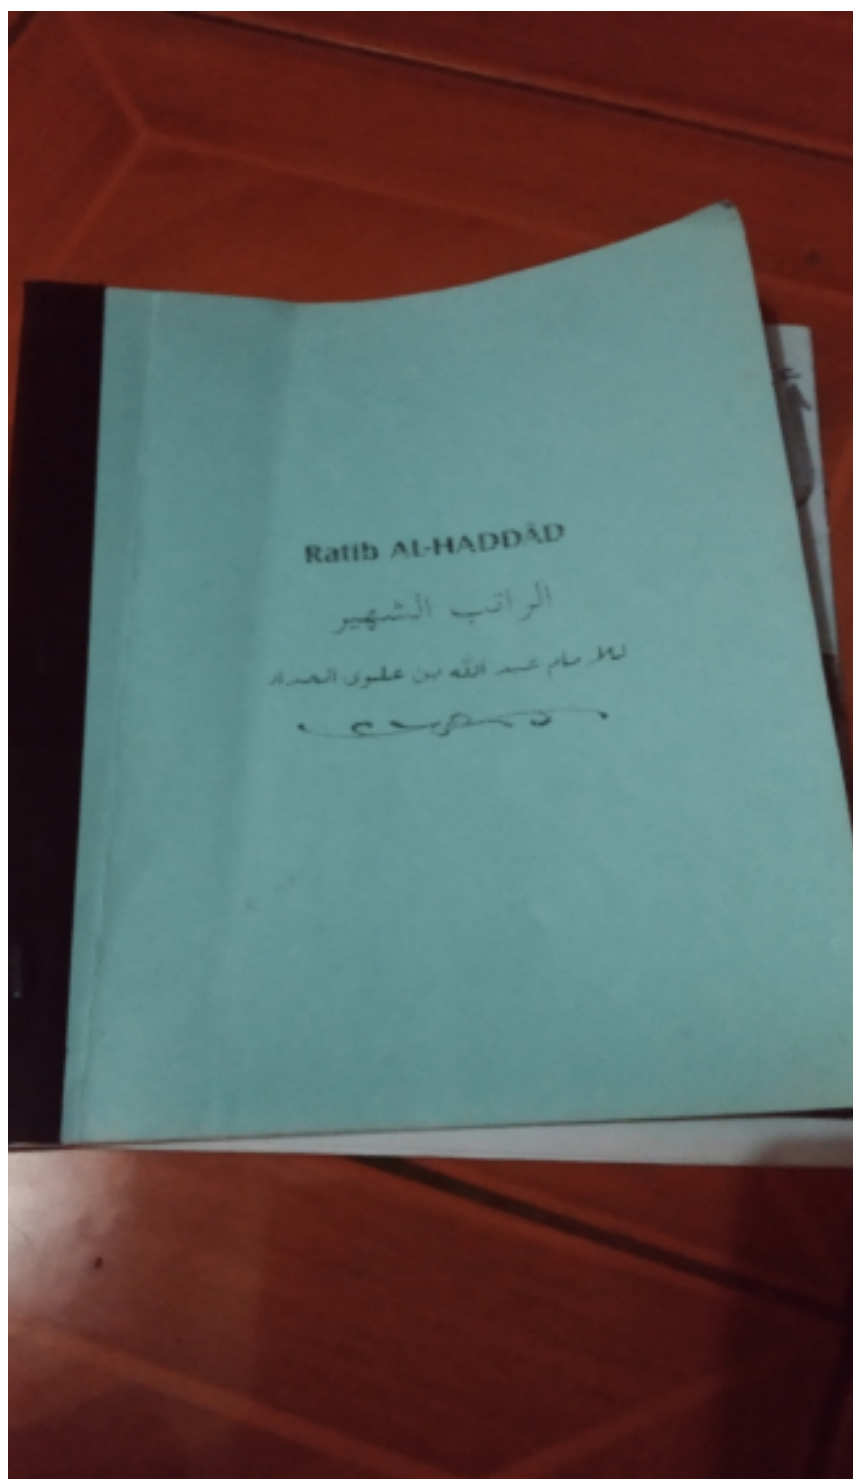 Ratib AL-HADDĀD
الراتب الشهير
للإمام عبد الله بن علوي الحداد